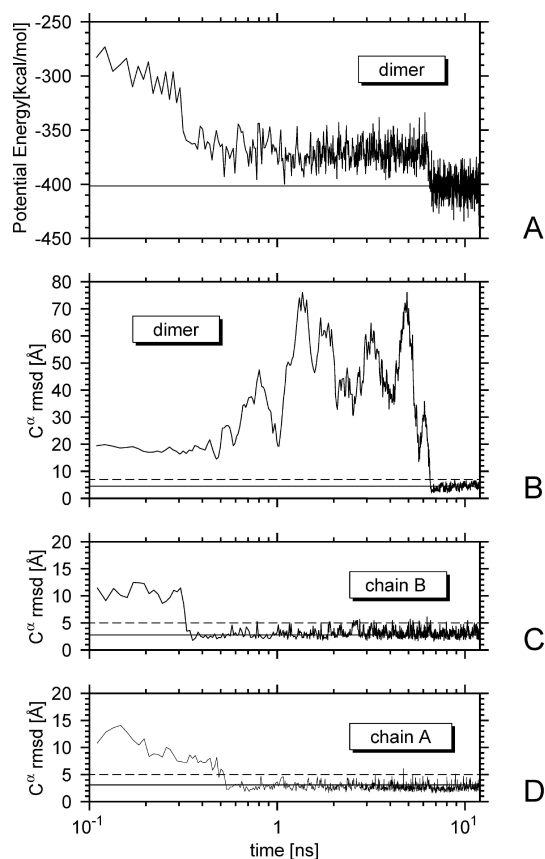 -250
-300
-350
-400
-450
Potential Energy[kcal/mol]
dimer
A
80
70
60
50
40
30
20
10
0
Cα rmsd [Å]
dimer
B
20
15
10
5
0
Cα rmsd [Å]
chain B
C
20
15
10
5
0
Cα rmsd [Å]
chain A
D
10-1 1 101
time [ns]